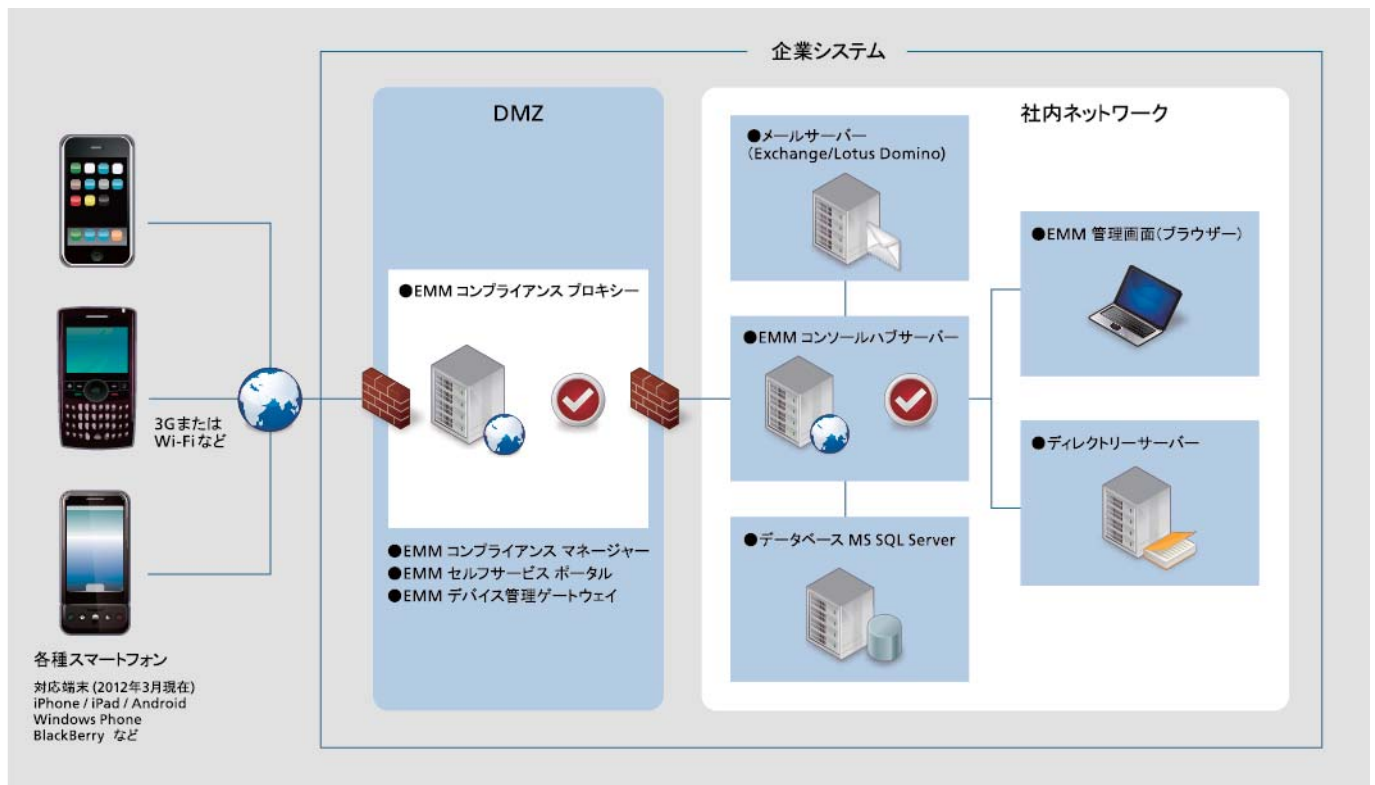 企業システム
DMZ
社内ネットワーク
●メールサーバー
(Exchange/Lotus Domino)
●EMM 管理画面(ブラウザー)
●EMM コンプライアンス プロキシー
●EMM コンソールハブサーバー
3Gまたは
Wi-Fiなど
●ディレクトリーサーバー
●データベース MS SQL Server
●EMM コンプライアンス マネージャー
●EMM セルフサービス ポータル
●EMM デバイス管理ゲートウェイ
各種スマートフォン
対応端末 (2012年3月現在)
iPhone / iPad / Android
Windows Phone
BlackBerry など